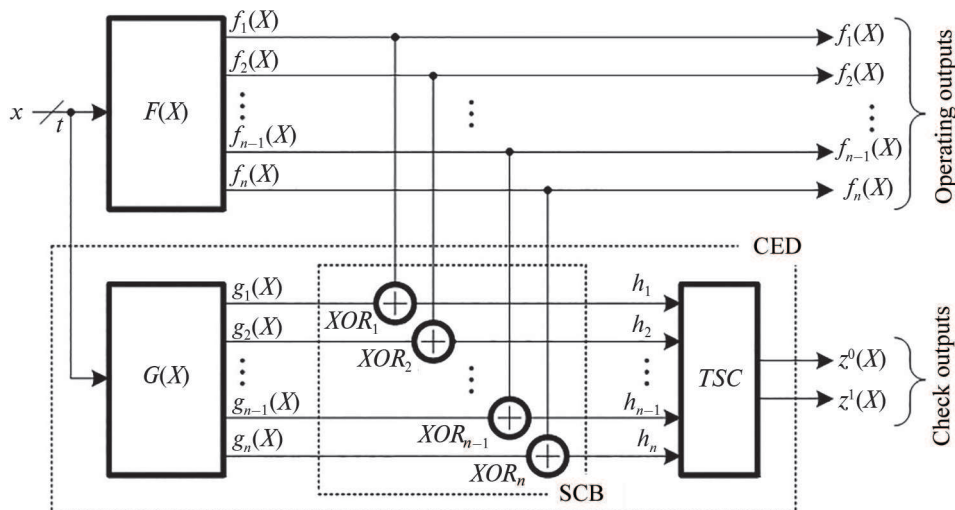 f₁(X)
f₁(X)
f₂(X)
f₂(X)
x
t
F(X)
fₙ₋₁(X)
fₙ₋₁(X)
fₙ(X)
fₙ(X)
Operating outputs
CED
g₁(X)
h₁
XOR₁
g₂(X)
h₂
XOR₂
G(X)
TSC
z⁰(X)
z¹(X)
gₙ₋₁(X)
hₙ₋₁
XORₙ₋₁
gₙ(X)
hₙ
XORₙ
SCB
Check outputs